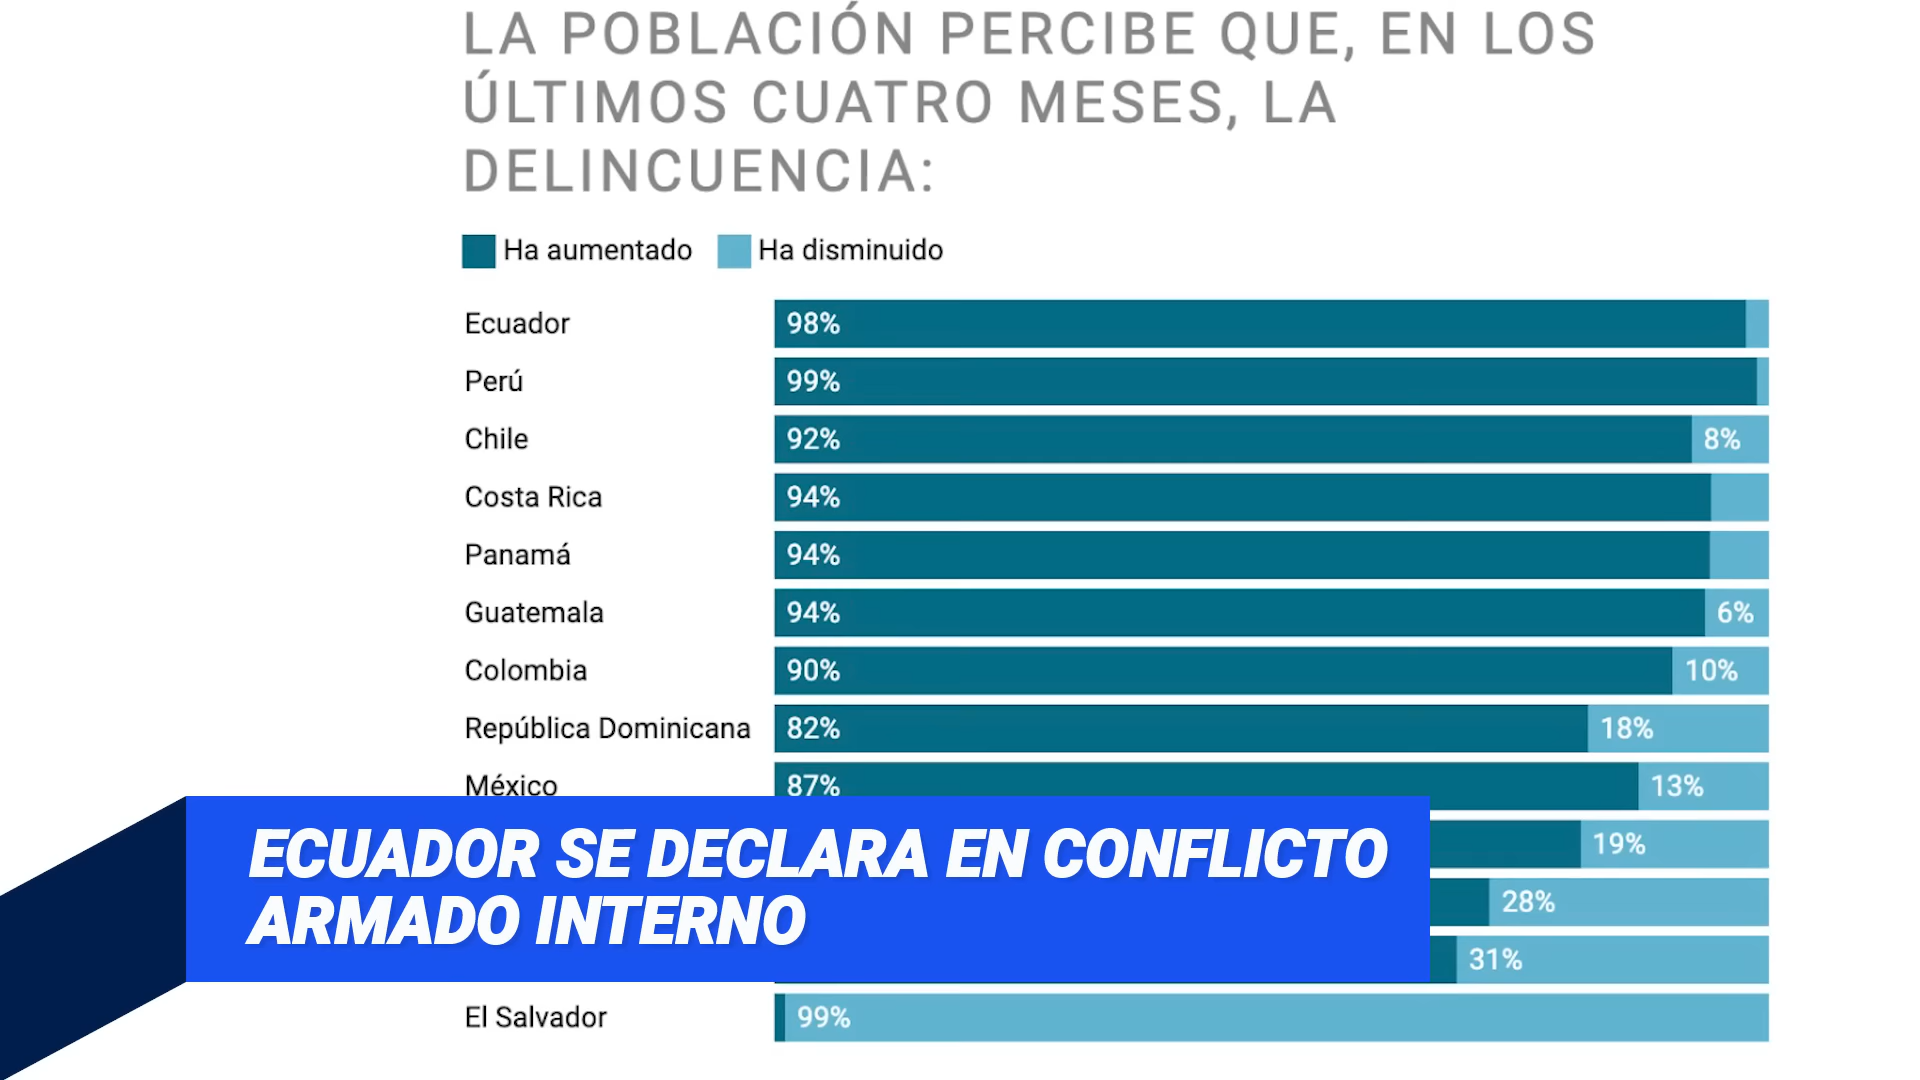 LA POBLACIÓN PERCIBE QUE, EN LOS
ÚLTIMOS CUATRO MESES, LA
DELINCUENCIA:
Ha aumentado Ha disminuido
Ecuador 98%
Perú 99%
Chile 92% 8%
Costa Rica 94%
Panamá 94%
Guatemala 94% 6%
Colombia 90% 10%
República Dominicana 82% 18%
México 87% 13%
19%
28%
31%
El Salvador 99%
ECUADOR SE DECLARA EN CONFLICTO
ARMADO INTERNO